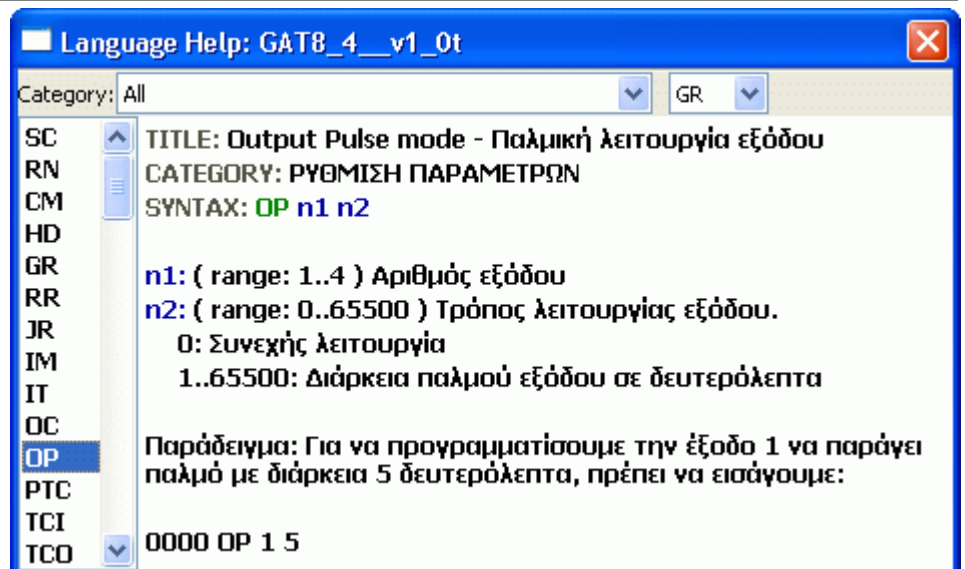 Language Help: GAT8_4__v1_0t
Category: All GR
SC
RN
CM
HD
GR
RR
JR
IM
IT
OC
OP
PTC
TCI
TCO
TITLE: Output Pulse mode - Παλμική λειτουργία εξόδου
CATEGORY: ΡΥΘΜΙΣΗ ΠΑΡΑΜΕΤΡΩΝ
SYNTAX: OP n1 n2
n1: ( range: 1..4 ) Αριθμός εξόδου
n2: ( range: 0..65500 ) Τρόπος λειτουργίας εξόδου.
0: Συνεχής λειτουργία
1..65500: Διάρκεια παλμού εξόδου σε δευτερόλεπτα
Παράδειγμα: Για να προγραμματίσουμε την έξοδο 1 να παράγει
παλμό με διάρκεια 5 δευτερόλεπτα, πρέπει να εισάγουμε:
0000 OP 1 5